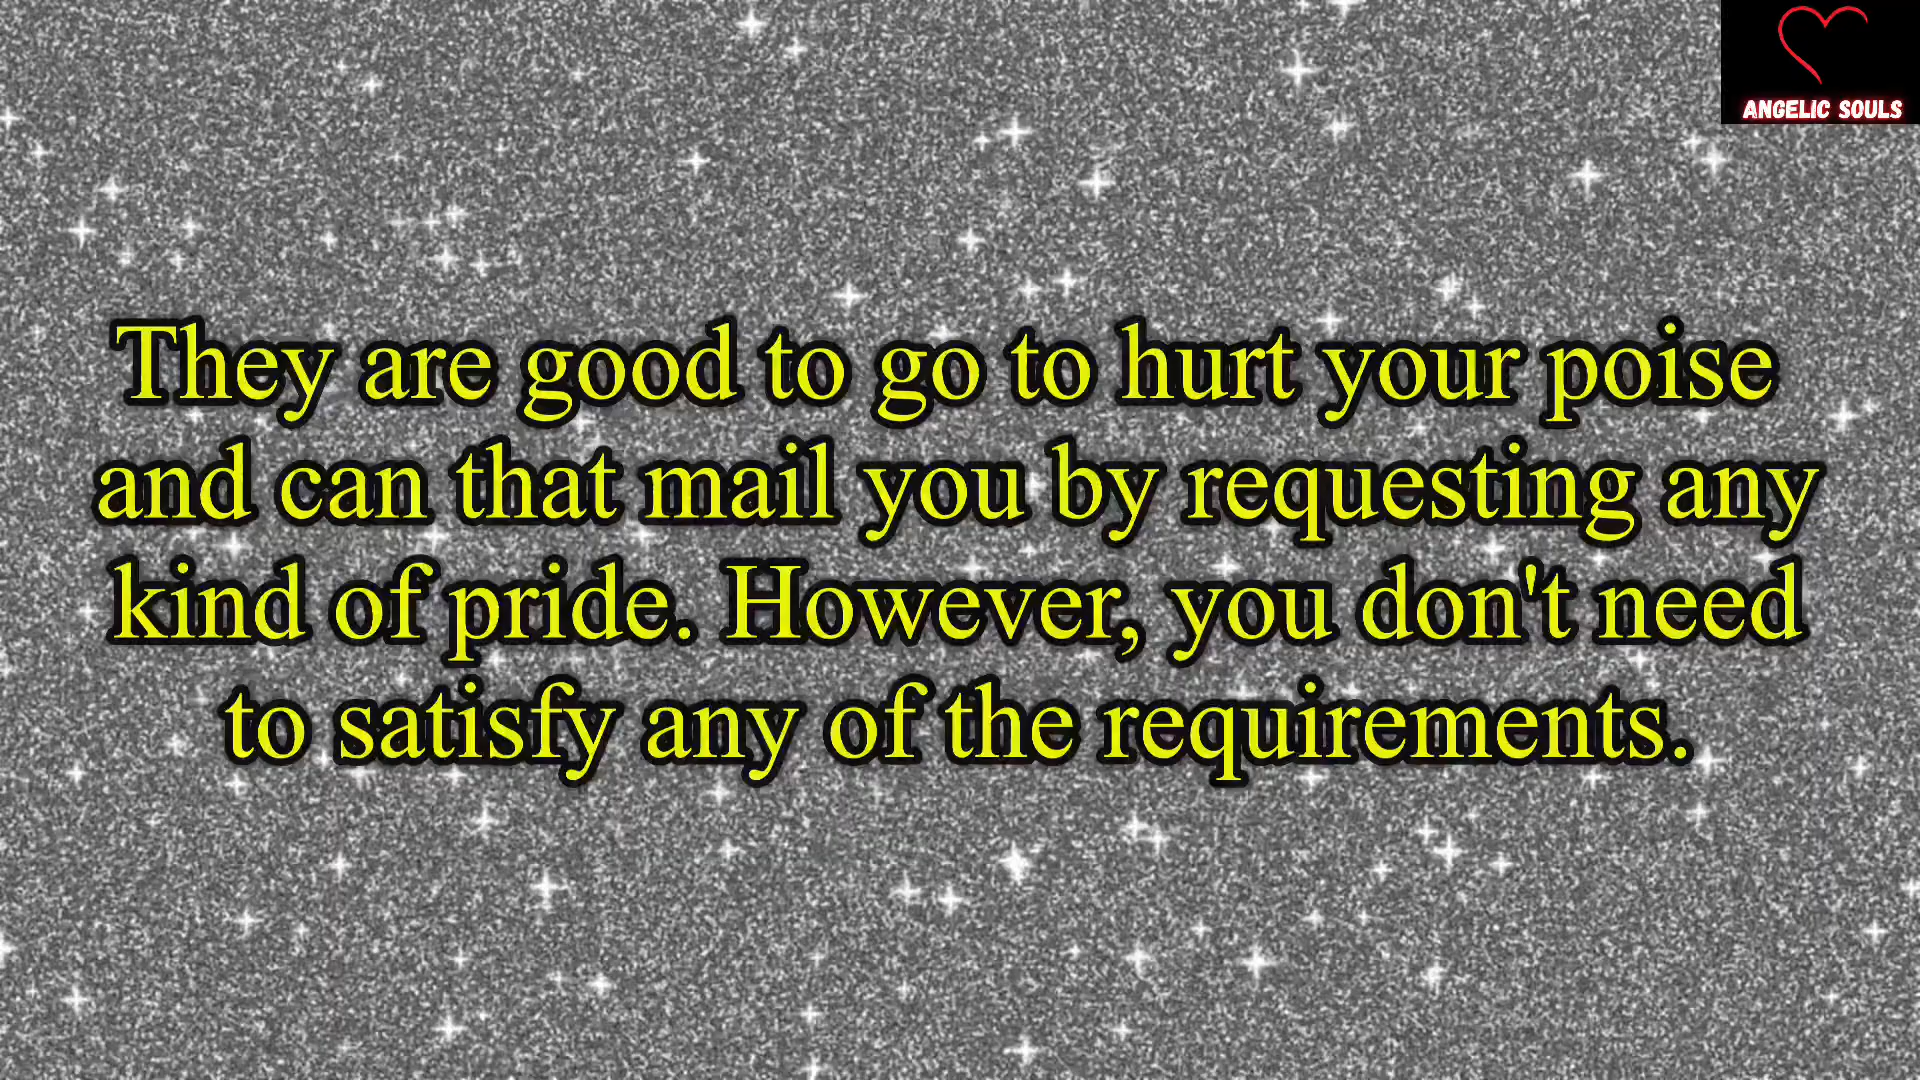 ANGELIC SOULS
They are good to go to hurt your poise
and can that mail you by requesting any
kind of pride. However, you don't need
to satisfy any of the requirements.